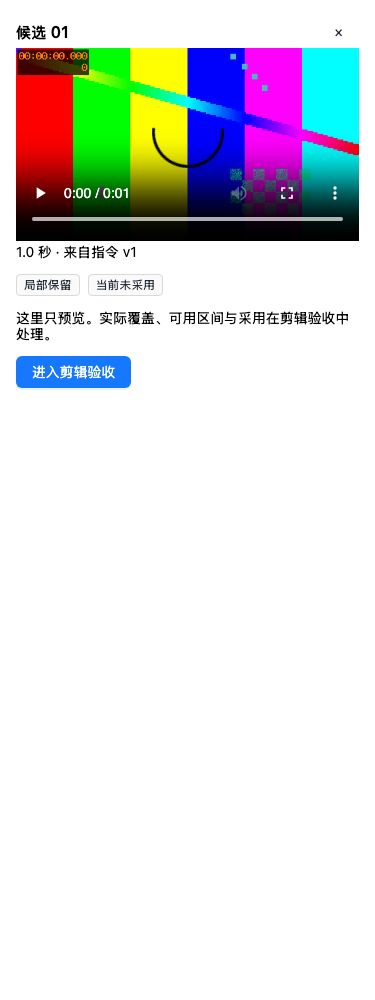 候选 01
×
00:00:00.000
0
0:00 / 0:01
1.0 秒 · 来自指令 v1
局部保留 当前未采用
这里只预览。实际覆盖、可用区间与采用在剪辑验收中
处理。
进入剪辑验收